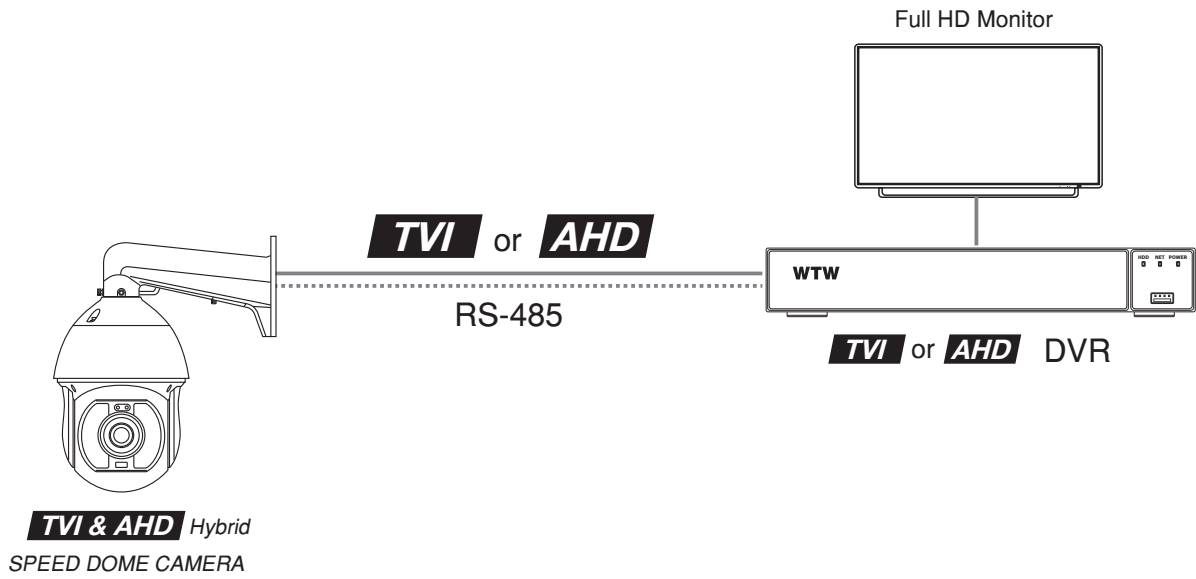 Full HD Monitor
TVI or AHD
RS-485
WTW
HDD NET POWER
TVI or AHD DVR
TVI & AHD Hybrid
SPEED DOME CAMERA